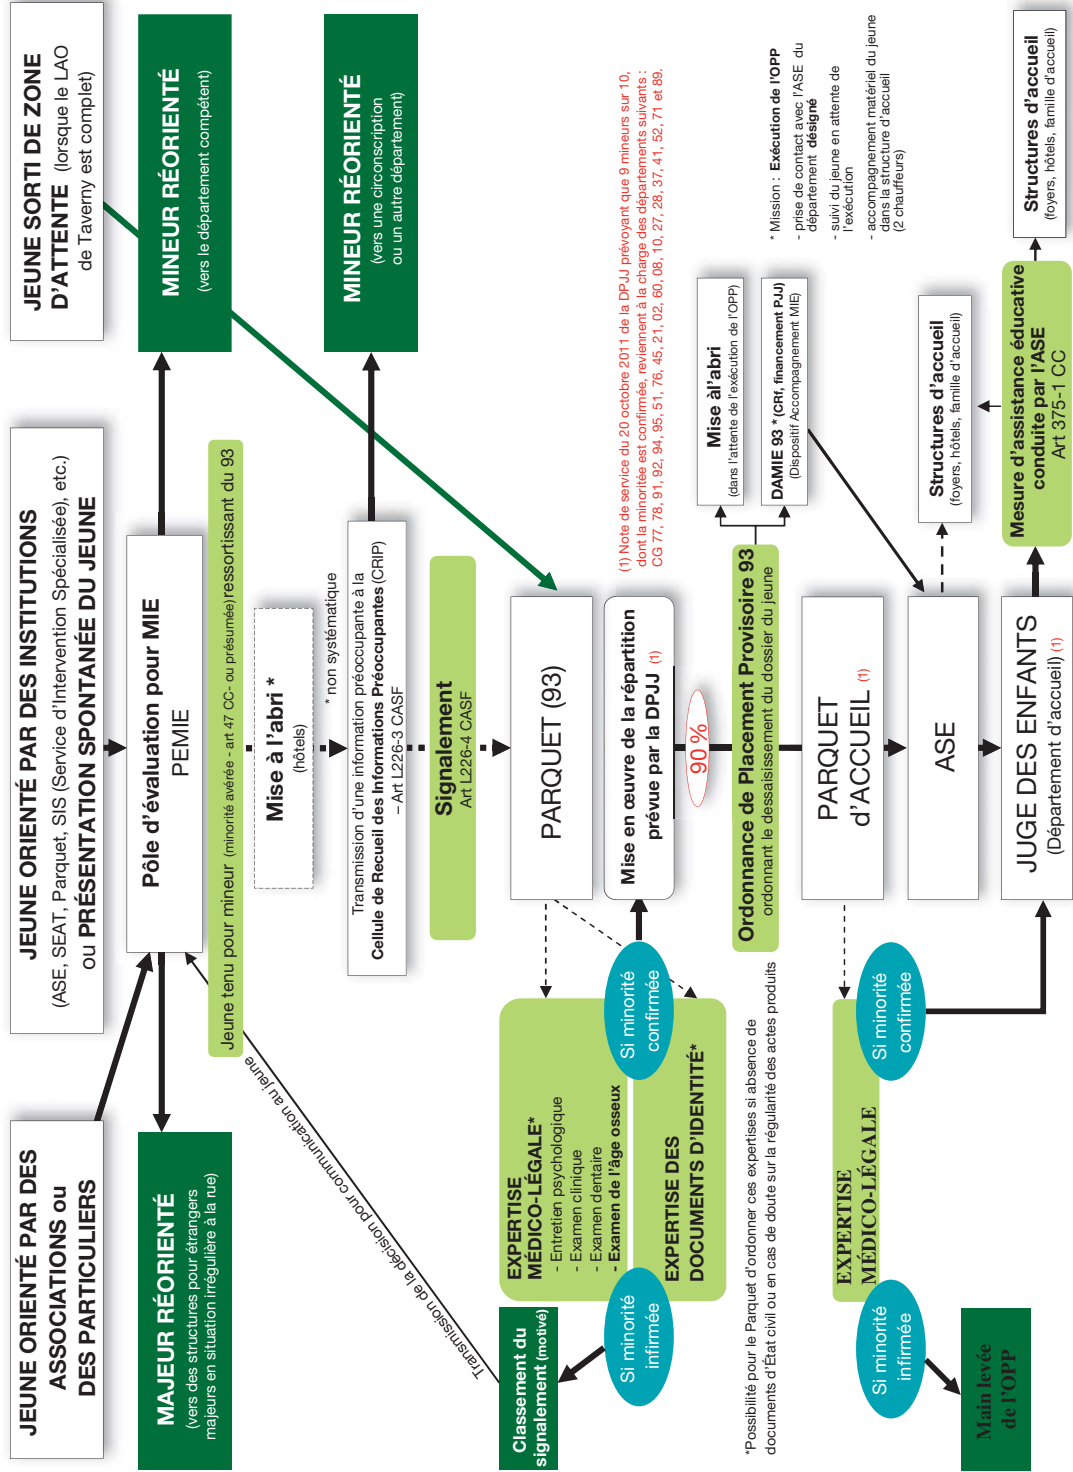 JEUNE ORIENTÉ PAR DES
ASSOCIATIONS ou
DES PARTICULIERS
JEUNE ORIENTÉ PAR DES INSTITUTIONS
(ASE, SEAT, Parquet, SIS (Service d'Intervention Spécialisée), etc.)
ou PRÉSENTATION SPONTANÉE DU JEUNE
JEUNE SORTI DE ZONE
D'ATTENTE (lorsque le LAO
de Taverny est complet)
MAJEUR RÉORIENTÉ
(vers des structures pour étrangers
majeurs en situation irrégulière à la rue)
Pôle d'évaluation pour MIE
PEMIE
MINEUR RÉORIENTÉ
(vers le département compétent)
Jeune tenu pour mineur (minorité avérée - art 47 CC- ou présumée) ressortissant du 93
Mise à l'abri *
(hôtels)
* non systématique
Transmission d'une information préoccupante à la
Cellule de Recueil des Informations Préoccupantes (CRIP)
– Art L226-3 CASF
MINEUR RÉORIENTÉ
(vers une circonscription
ou un autre département)
Signalement
Art L226-4 CASF
Transmission de la décision pour communication au jeune
Classement du
signalement (motivé)
EXPERTISE
MÉDICO-LÉGALE*
- Entretien psychologique
- Examen clinique
- Examen dentaire
- Examen de l'âge osseux
EXPERTISE DES
DOCUMENTS D'IDENTITÉ*
Si minorité
infirmée
Si minorité
confirmée
PARQUET (93)
Mise en œuvre de la répartition
prévue par la DPJJ (1)
(1) Note de service du 20 octobre 2011 de la DPJJ prévoyant que 9 mineurs sur 10,
dont la minoritée est confirmée, reviennent à la charge des départements suivants :
CG 77, 78, 91, 92, 94, 95, 51, 76, 45, 21, 02, 60, 08, 10, 27, 28, 37, 41, 52, 71 et 89.
90 %
*Possibilité pour le Parquet d'ordonner ces expertises si absence de
documents d'État civil ou en cas de doute sur la régularité des actes produits
Ordonnance de Placement Provisoire 93
ordonnant le dessaisissement du dossier du jeune
Mise àl'abri
(dans l'attente de l'exécution de l'OPP)
DAMIE 93 * (CRf, financement PJJ)
(Dispositif Accompagnement MIE)
* Mission : Exécution de l'OPP
- prise de contact avec l'ASE du
département désigné
- suivi du jeune en attente de
l'exécution
- accompagnement matériel du jeune
dans la structure d'accueil
(2 chauffeurs)
EXPERTISE
MÉDICO-LÉGALE
Si minorité
infirmée
Si minorité
confirmée
PARQUET
d'ACCUEIL (1)
ASE
Structures d'accueil
(foyers, hôtels, famille d'accueil)
Main levée
de l'OPP
JUGE DES ENFANTS
(Département d'accueil) (1)
Mesure d'assistance éducative
conduite par l'ASE
Art 375-1 CC
Structures d'accueil
(foyers, hôtels, famille d'accueil)